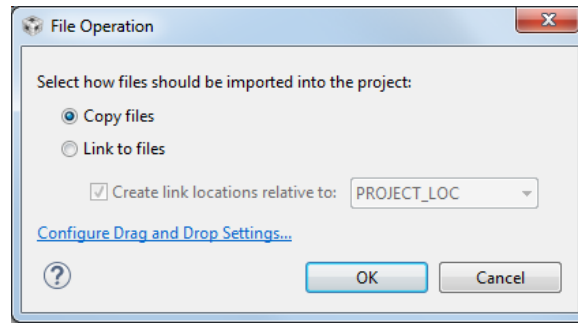 File Operation
Select how files should be imported into the project:
Copy files
Link to files
Create link locations relative to: PROJECT_LOC
Configure Drag and Drop Settings...
? OK Cancel